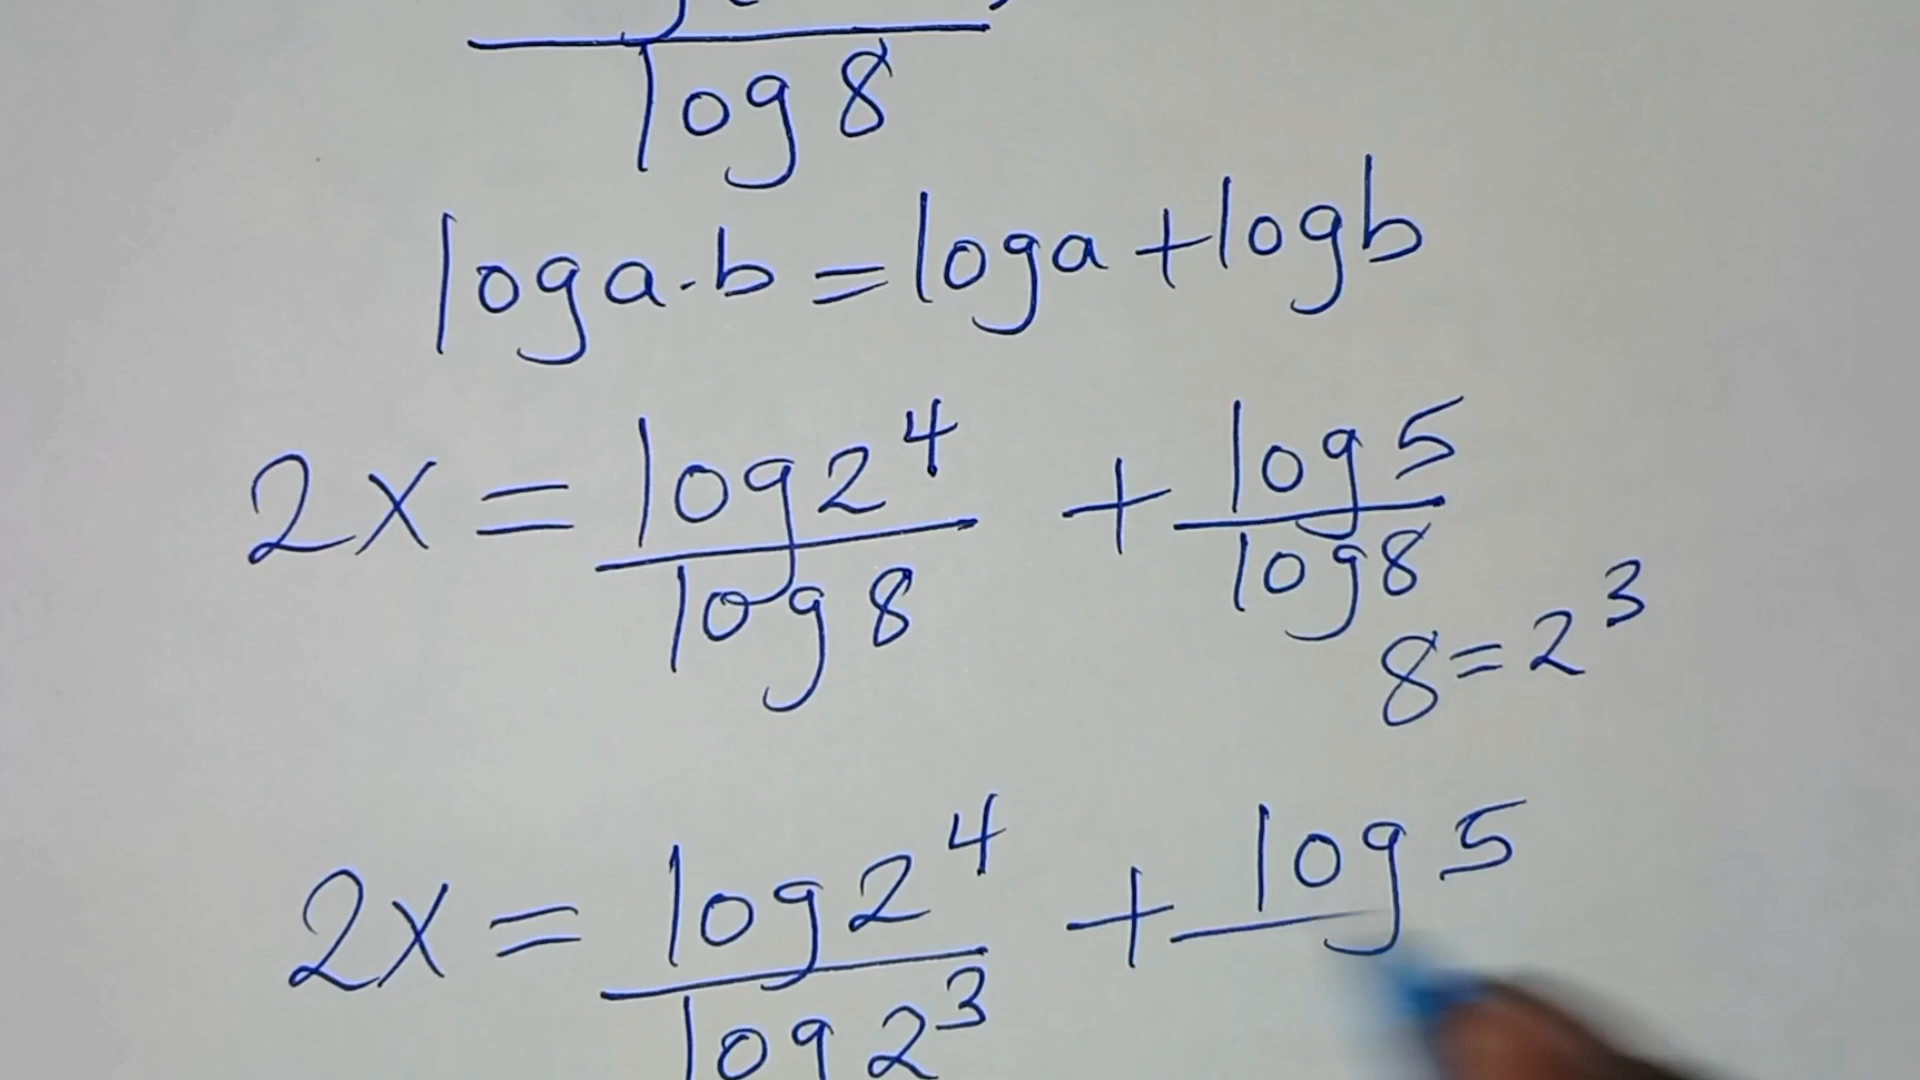 log 8
log a·b = log a + log b
2x = log 2⁴ / log 8 + log 5 / log 8
8 = 2³
2x = log 2⁴ / log 2³ + log 5